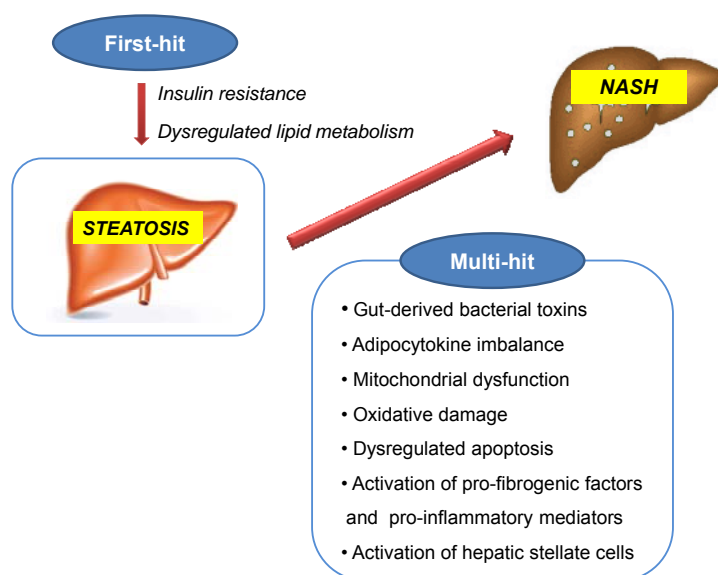 First-hit
Insulin resistance
Dysregulated lipid metabolism
STEATOSIS
NASH
Multi-hit
• Gut-derived bacterial toxins
• Adipocytokine imbalance
• Mitochondrial dysfunction
• Oxidative damage
• Dysregulated apoptosis
• Activation of pro-fibrogenic factors
and pro-inflammatory mediators
• Activation of hepatic stellate cells